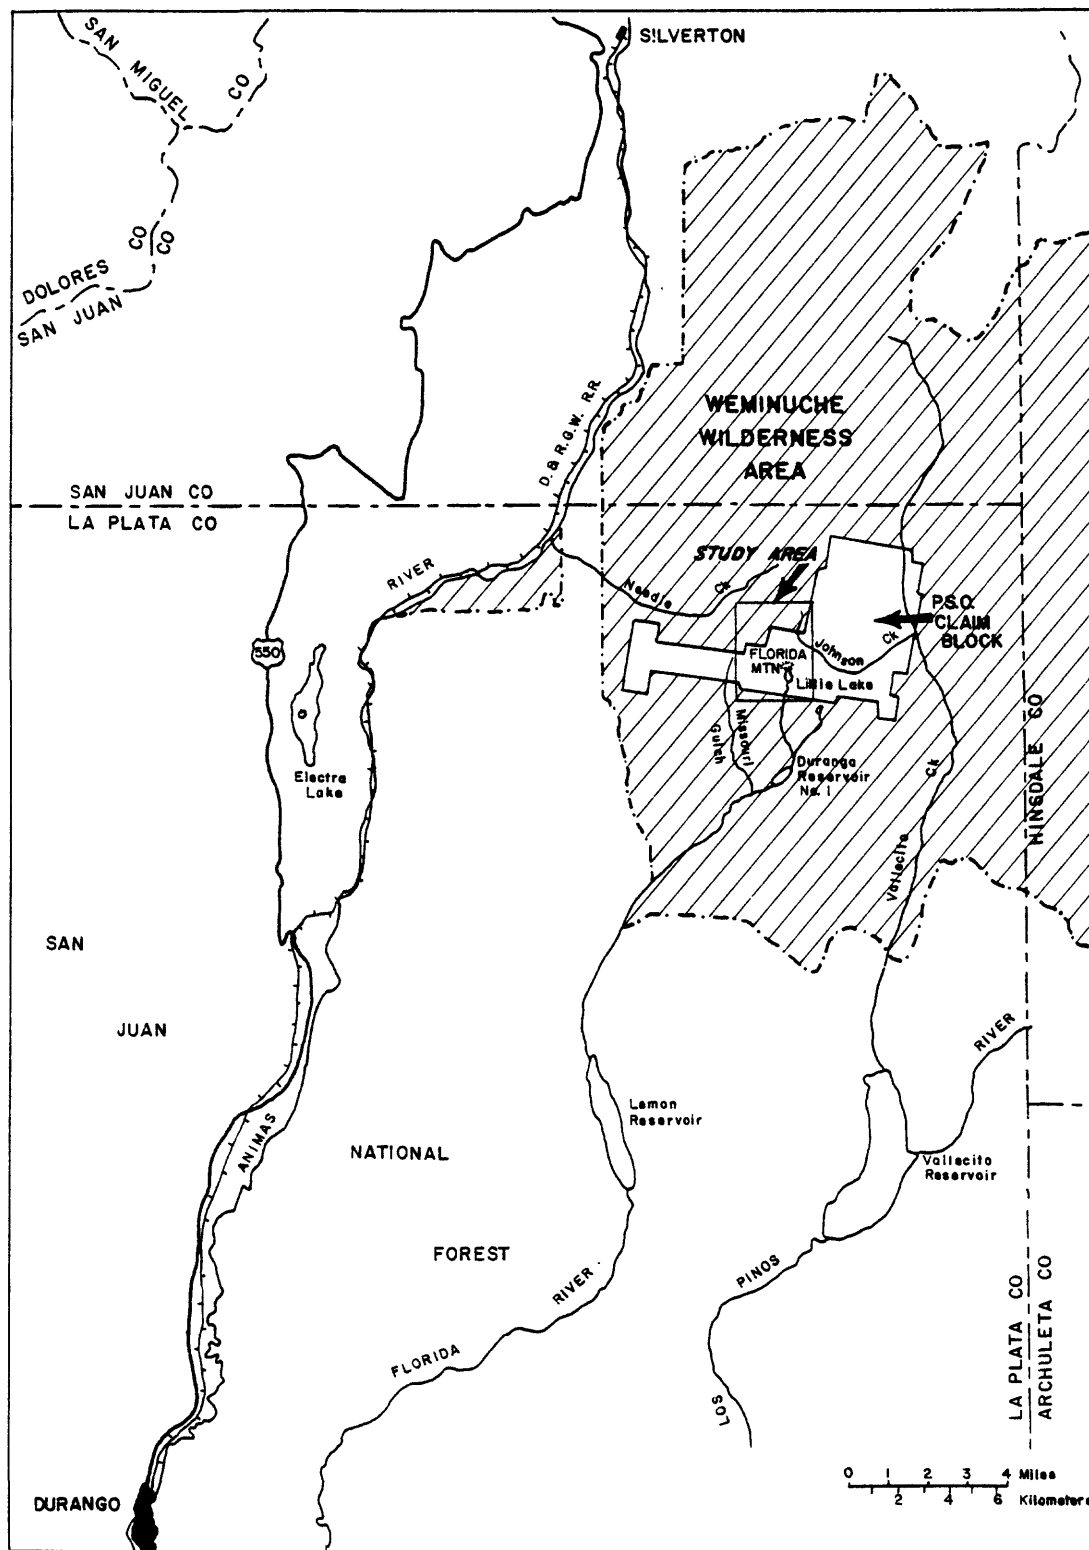 SILVERTON
SAN MIGUEL CO
CO
CO
DOLORES
SAN JUAN
D. & R.G.W. R.R.
WEMINUCHE
WILDERNESS
AREA
SAN JUAN CO
LA PLATA CO
STUDY AREA
RIVER
Needle Ck
P.S.O.
CLAIM
BLOCK
550
Johnson Ck
FLORIDA
MTN
Little Lake
Missouri
Gulch
Durango
Reservoir
No. 1
Electra
Lake
HINSDALE CO
Vallecito Ck
SAN
JUAN
RIVER
Lemon
Reservoir
ANIMAS
NATIONAL
Vallecito
Reservoir
FOREST
RIVER
PINOS
FLORIDA
LOS
LA PLATA CO
ARCHULETA CO
0 1 2 3 4 Miles
2 4 6 Kilometers
DURANGO